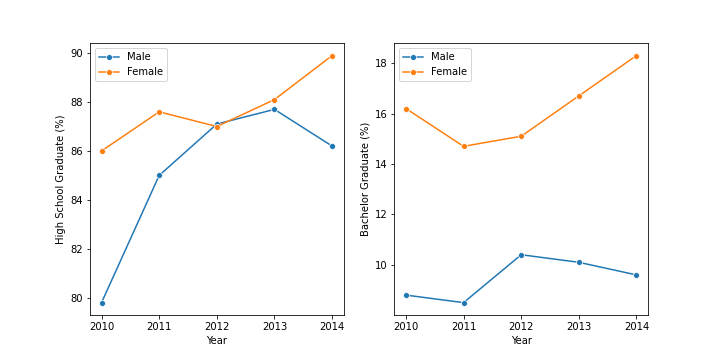 Male
Female
90
88
86
84
82
80
High School Graduate (%)
2010 2011 2012 2013 2014
Year
Male
Female
18
16
14
12
10
Bachelor Graduate (%)
2010 2011 2012 2013 2014
Year